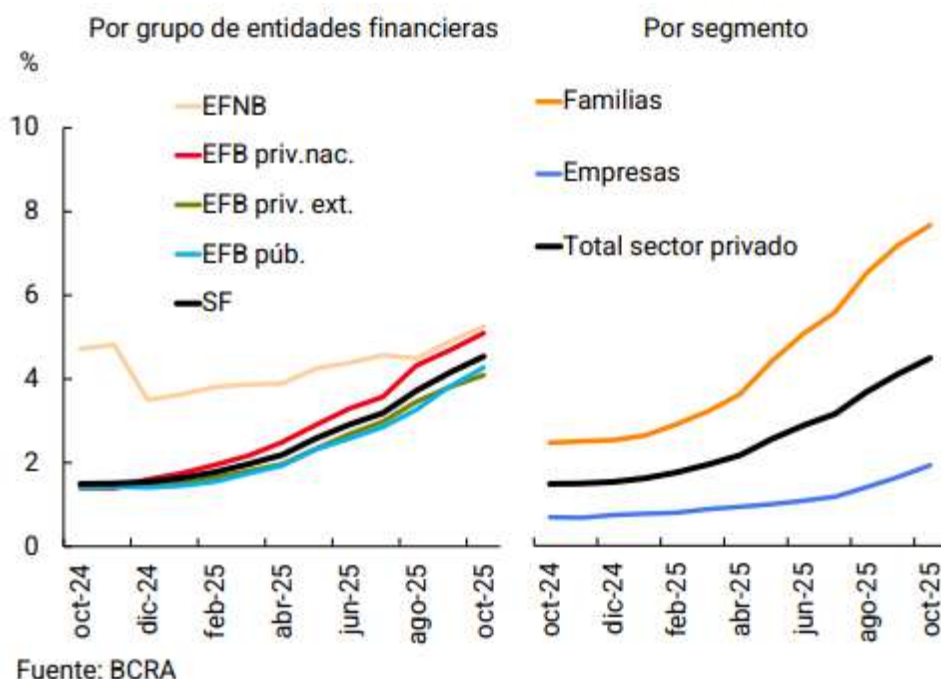 Por grupo de entidades financieras
Por segmento
%
EFNB
EFB priv.nac.
EFB priv. ext.
EFB púb.
SF
Familias
Empresas
Total sector privado
10
8
6
4
2
0
oct-24
dic-24
feb-25
abr-25
jun-25
ago-25
oct-25
oct-24
dic-24
feb-25
abr-25
jun-25
ago-25
oct-25
Fuente: BCRA